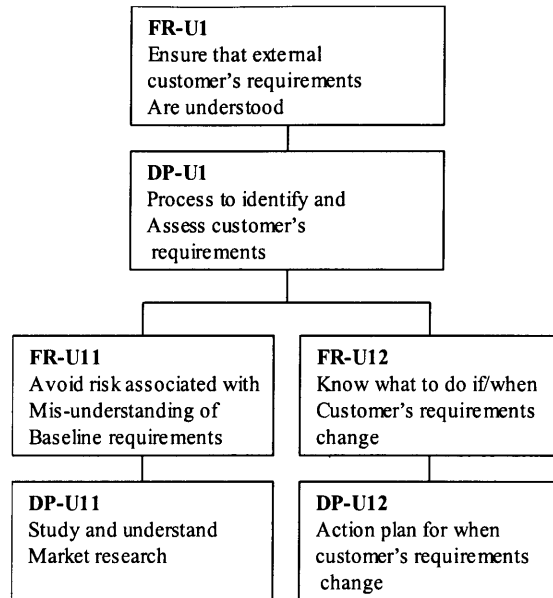 FR-U1
Ensure that external
customer's requirements
Are understood
DP-U1
Process to identify and
Assess customer's
requirements
FR-U11
Avoid risk associated with
Mis-understanding of
Baseline requirements
FR-U12
Know what to do if/when
Customer's requirements
change
DP-U11
Study and understand
Market research
DP-U12
Action plan for when
customer's requirements
change